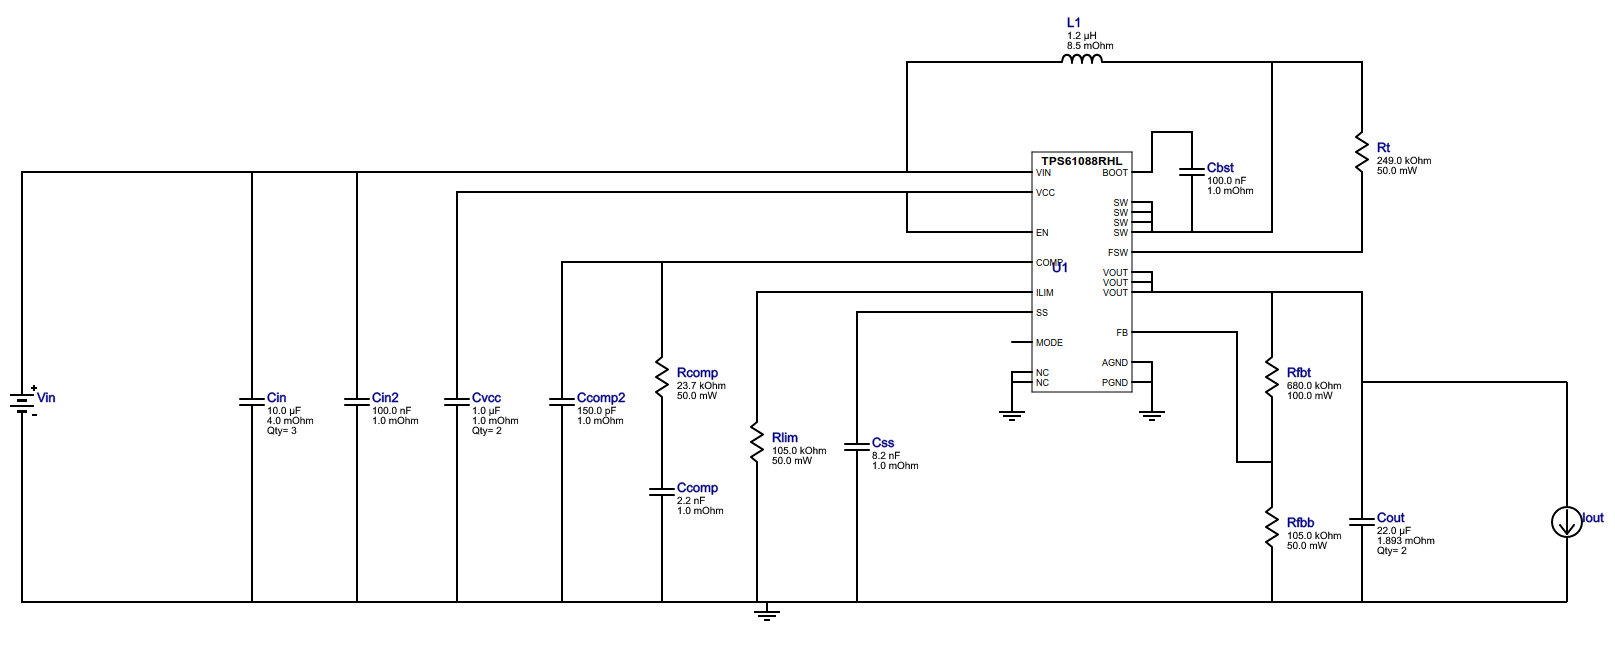 L1
1.2 µH
8.5 mOhm
TPS61088RHL
VIN
BOOT
VCC
SW
SW
SW
SW
EN
FSW
COMP
U1
VOUT
VOUT
VOUT
ILIM
SS
FB
MODE
AGND
NC
NC
PGND
Cbst
100.0 nF
1.0 mOhm
Rt
249.0 kOhm
50.0 mW
+
Vin
-
Cin
10.0 µF
4.0 mOhm
Qty= 3
Cin2
100.0 nF
1.0 mOhm
Cvcc
1.0 µF
1.0 mOhm
Qty= 2
Ccomp2
150.0 pF
1.0 mOhm
Rcomp
23.7 kOhm
50.0 mW
Ccomp
2.2 nF
1.0 mOhm
Rlim
105.0 kOhm
50.0 mW
Css
8.2 nF
1.0 mOhm
Rfbt
680.0 kOhm
100.0 mW
Rfbb
105.0 kOhm
50.0 mW
Cout
22.0 µF
1.893 mOhm
Qty= 2
Iout